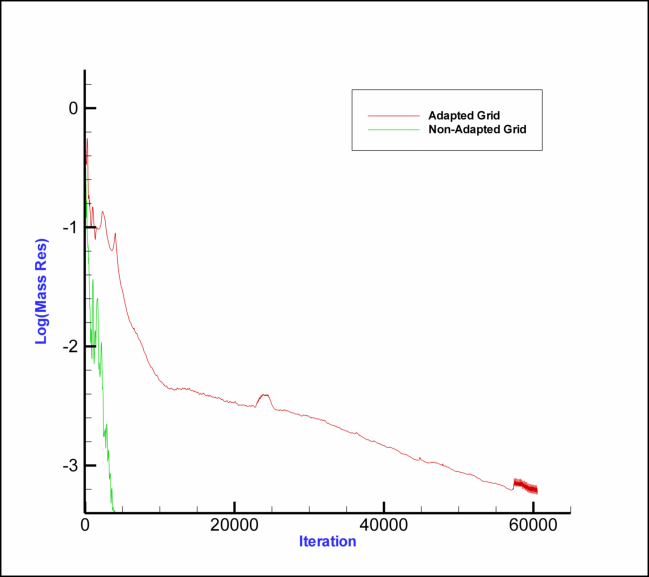 0
Adapted Grid
Non-Adapted Grid
-1
Log(Mass Res)
-2
-3
0 20000 40000 60000
Iteration